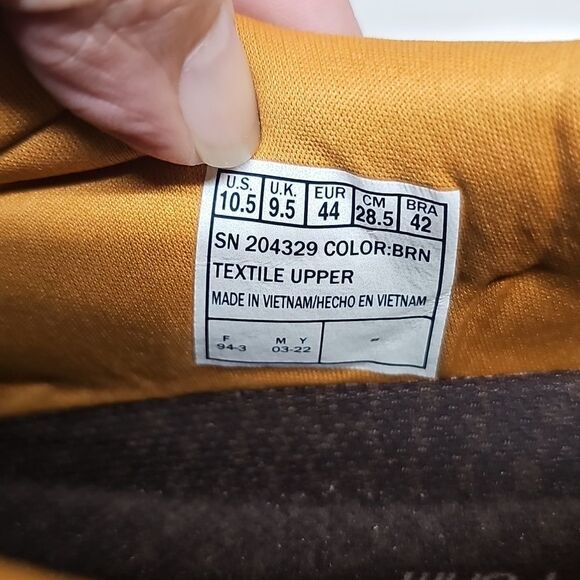 U.S. U.K. EUR CM BRA
10.5 9.5 44 28.5 42
SN 204329 COLOR:BRN
TEXTILE UPPER
MADE IN VIETNAM/HECHO EN VIETNAM
F M Y -
94-3 03-22